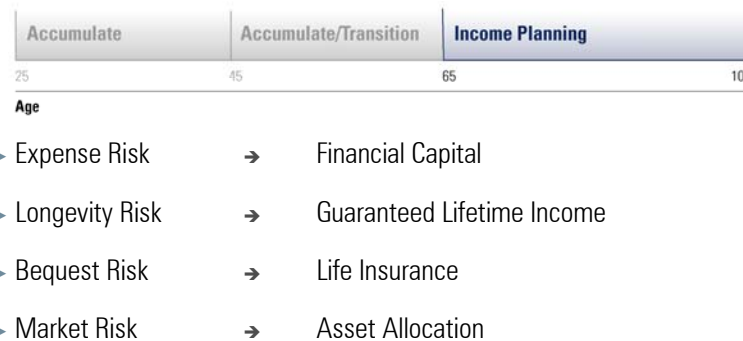 Accumulate Accumulate/Transition Income Planning
25 45 65 10
Age
Expense Risk ➔ Financial Capital
Longevity Risk ➔ Guaranteed Lifetime Income
Bequest Risk ➔ Life Insurance
Market Risk ➔ Asset Allocation